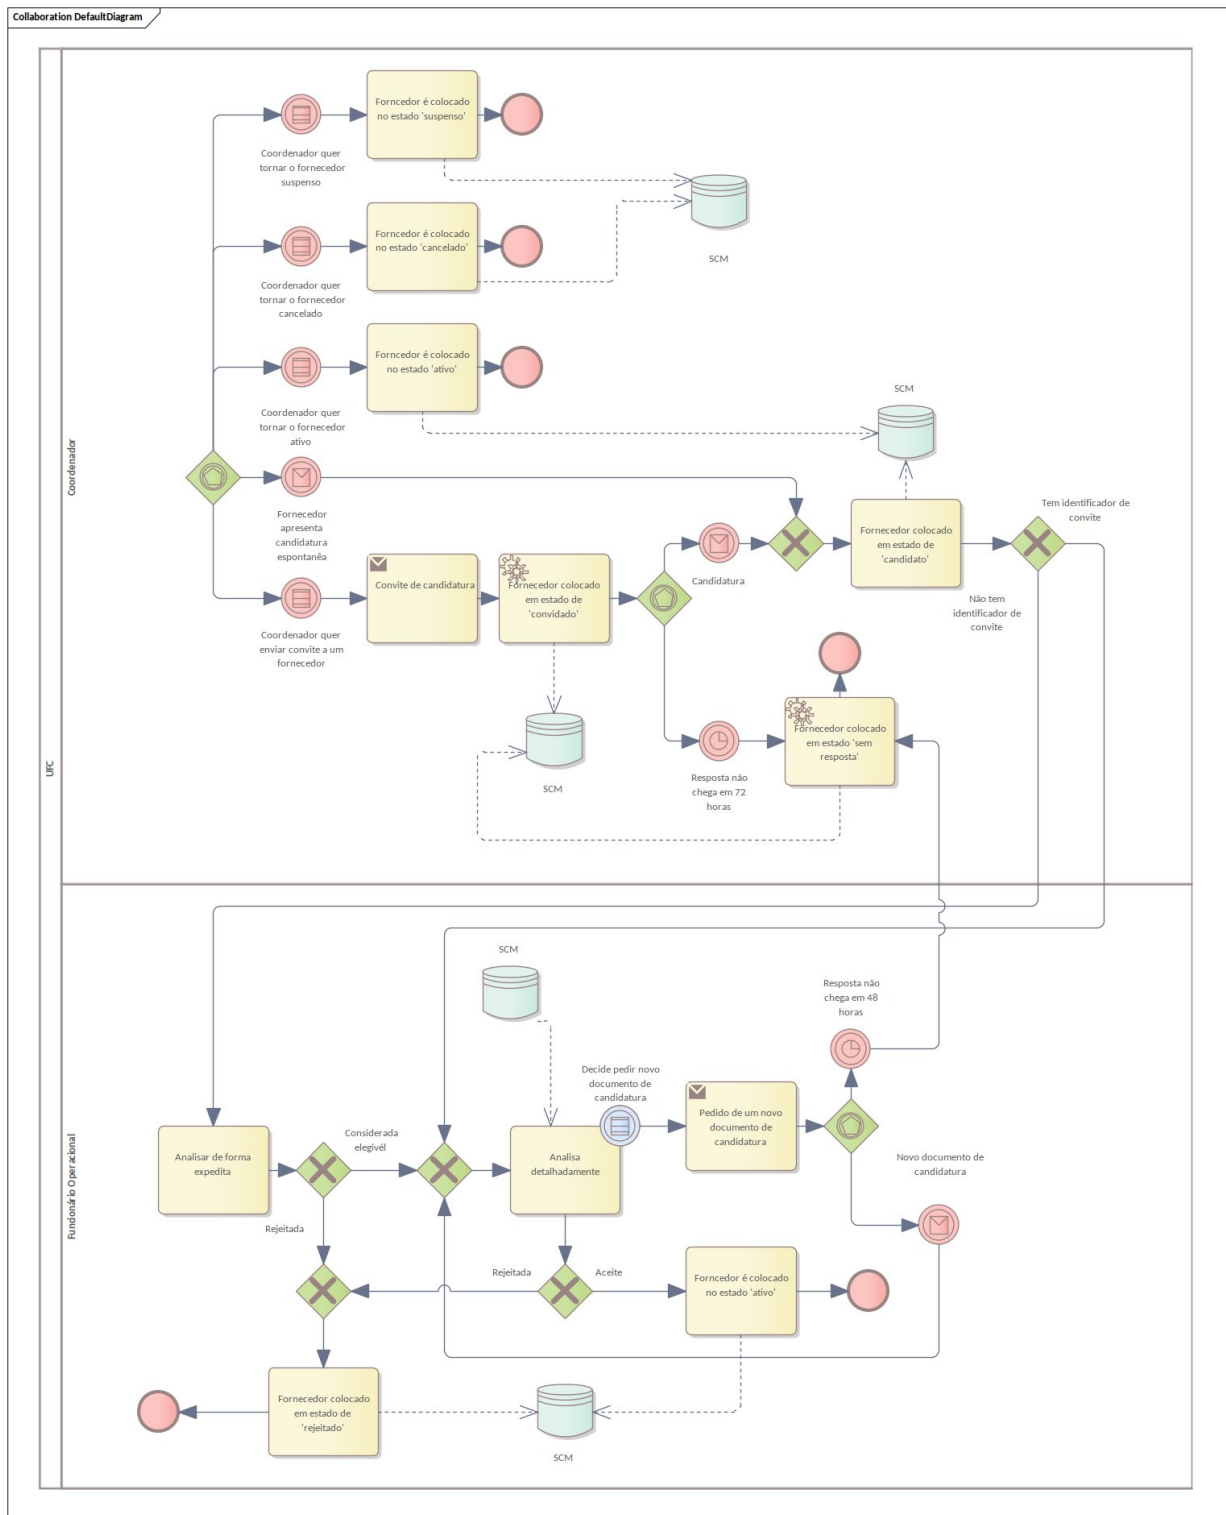 Collaboration DefaultDiagram
UFC
Coordenador
Forncedor é colocado
no estado 'suspenso'
Coordenador quer
tornar o fornecedor
suspenso
SCM
Forncedor é colocado
no estado 'cancelado'
Coordenador quer
tornar o fornecedor
cancelado
Forncedor é colocado
no estado 'ativo'
Coordenador quer
tornar o fornecedor
ativo
SCM
Fornecedor
apresenta
candidatura
espontanêa
Fornecedor colocado
em estado de
'candidato'
Tem identificador de
convite
Não tem
identificador de
convite
Convite de candidatura
Fornecedor colocado
em estado de
'convidado'
Candidatura
Coordenador quer
enviar convite a um
fornecedor
SCM
Resposta não
chega em 72
horas
Fornecedor colocado
em estado 'sem
resposta'
Fundonário Operacional
SCM
Resposta não
chega em 48
horas
Decide pedir novo
documento de
candidatura
Pedido de um novo
documento de
candidatura
Analisar de forma
expedita
Considerada
elegivél
Analisa
detalhadamente
Novo documento de
candidatura
Rejeitada
Rejeitada
Aceite
Forncedor é colocado
no estado 'ativo'
Fornecedor colocado
em estado de
'rejeitado'
SCM